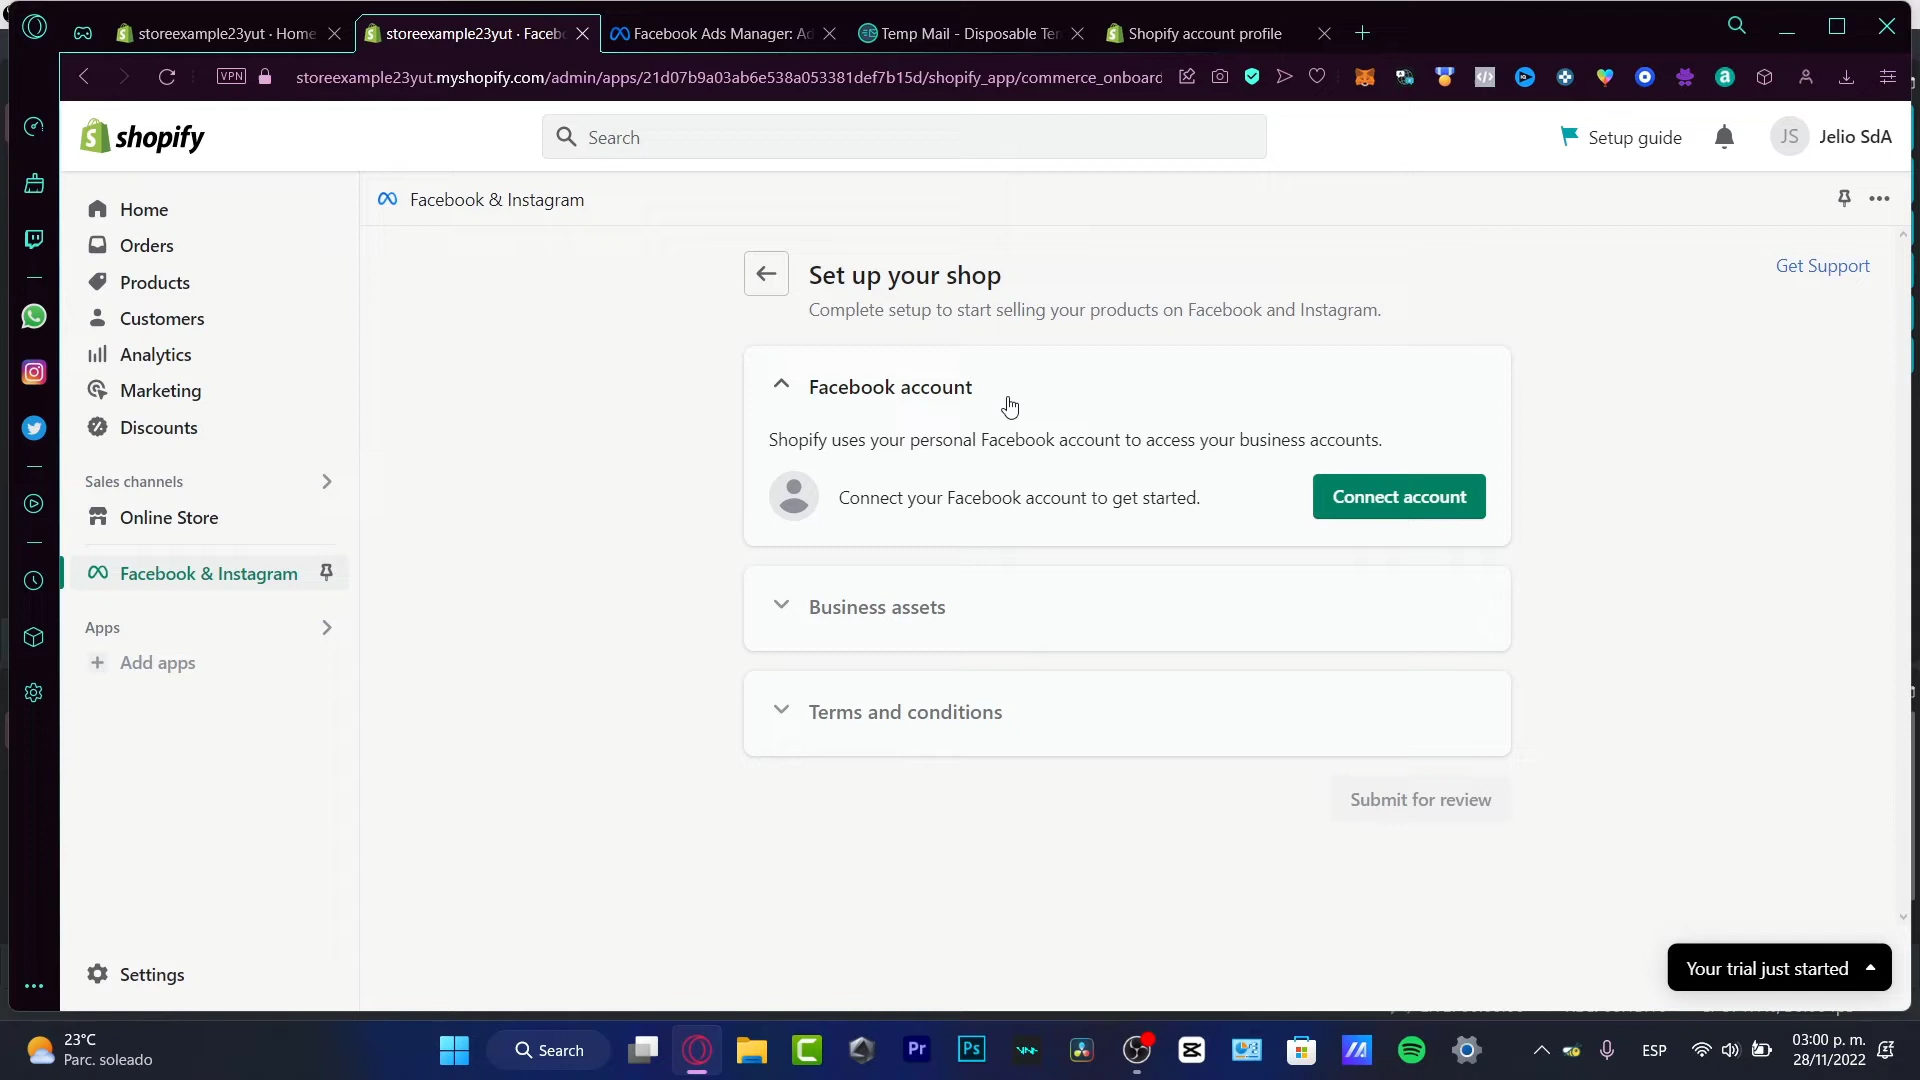 storeexample23yut · Home
storeexample23yut · Faceb
Facebook Ads Manager: Ad
Temp Mail - Disposable Ten
Shopify account profile
VPN
storeexample23yut.myshopify.com/admin/apps/21d07b9a03ab6e538a053381def7b15d/shopify_app/commerce_onboard
shopify
Search
Setup guide
JS
Jelio SdA
Home
Orders
Products
Customers
Analytics
Marketing
Discounts
Sales channels
Online Store
Facebook & Instagram
Apps
Add apps
Settings
Facebook & Instagram
Get Support
Set up your shop
Complete setup to start selling your products on Facebook and Instagram.
Facebook account
Shopify uses your personal Facebook account to access your business accounts.
Connect your Facebook account to get started.
Connect account
Business assets
Terms and conditions
Submit for review
Your trial just started
23°C
Parc. soleado
Search
Pr
Ps
ESP
03:00 p. m.
28/11/2022